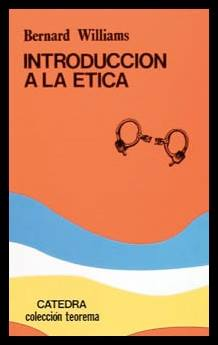 Bernard Williams
INTRODUCCION
A LA ETICA
CATEDRA
colección teorema